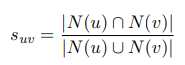 s_{uv} = \frac{|N(u) \cap N(v)|}{|N(u) \cup N(v)|}